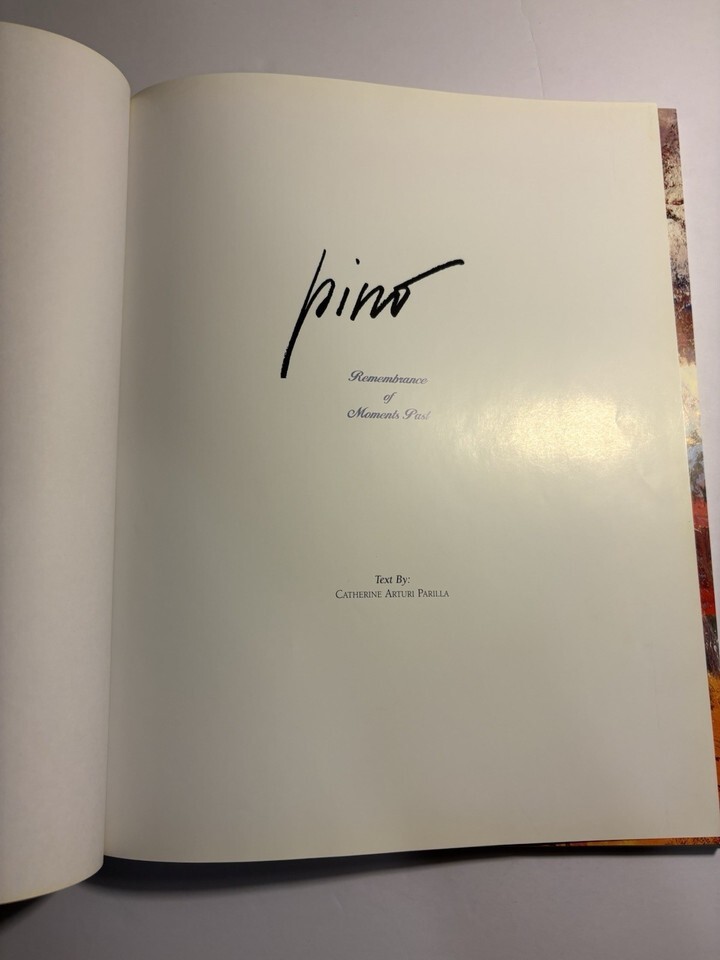 pino
Remembrance
of
Moments Past
Text By:
CATHERINE ARTURI PARILLA